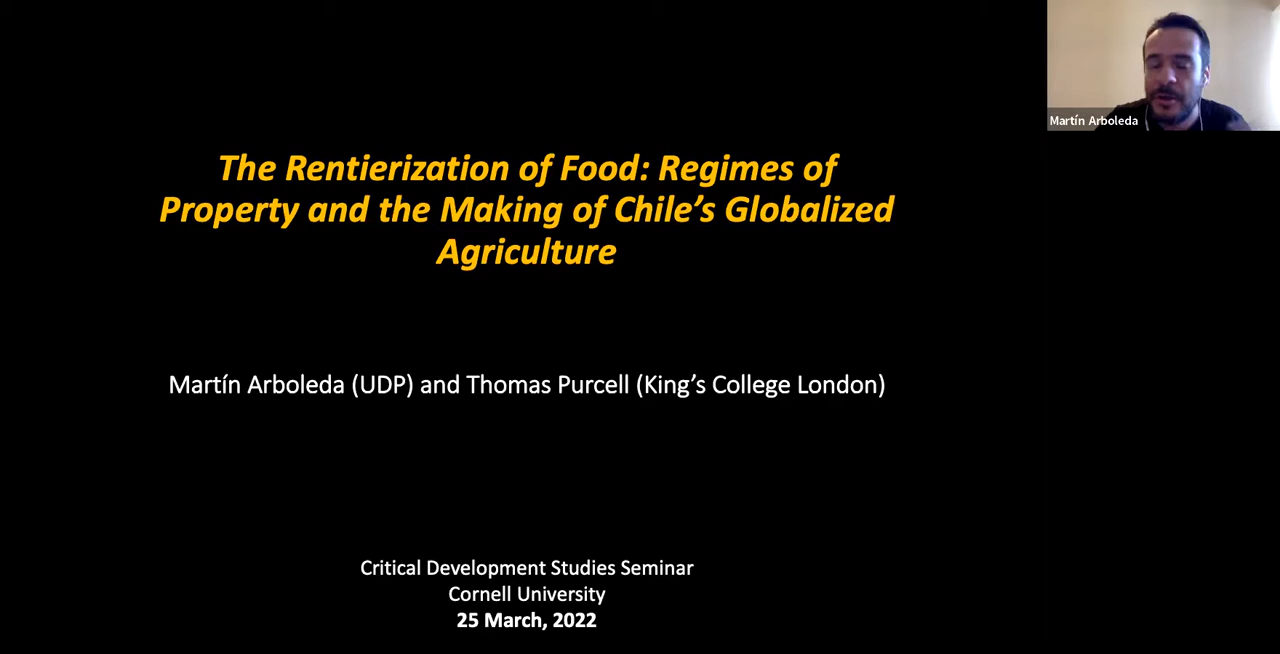 The Rentierization of Food: Regimes of
Property and the Making of Chile’s Globalized
Agriculture
Martín Arboleda (UDP) and Thomas Purcell (King’s College London)
Critical Development Studies Seminar
Cornell University
25 March, 2022
Martín Arboleda